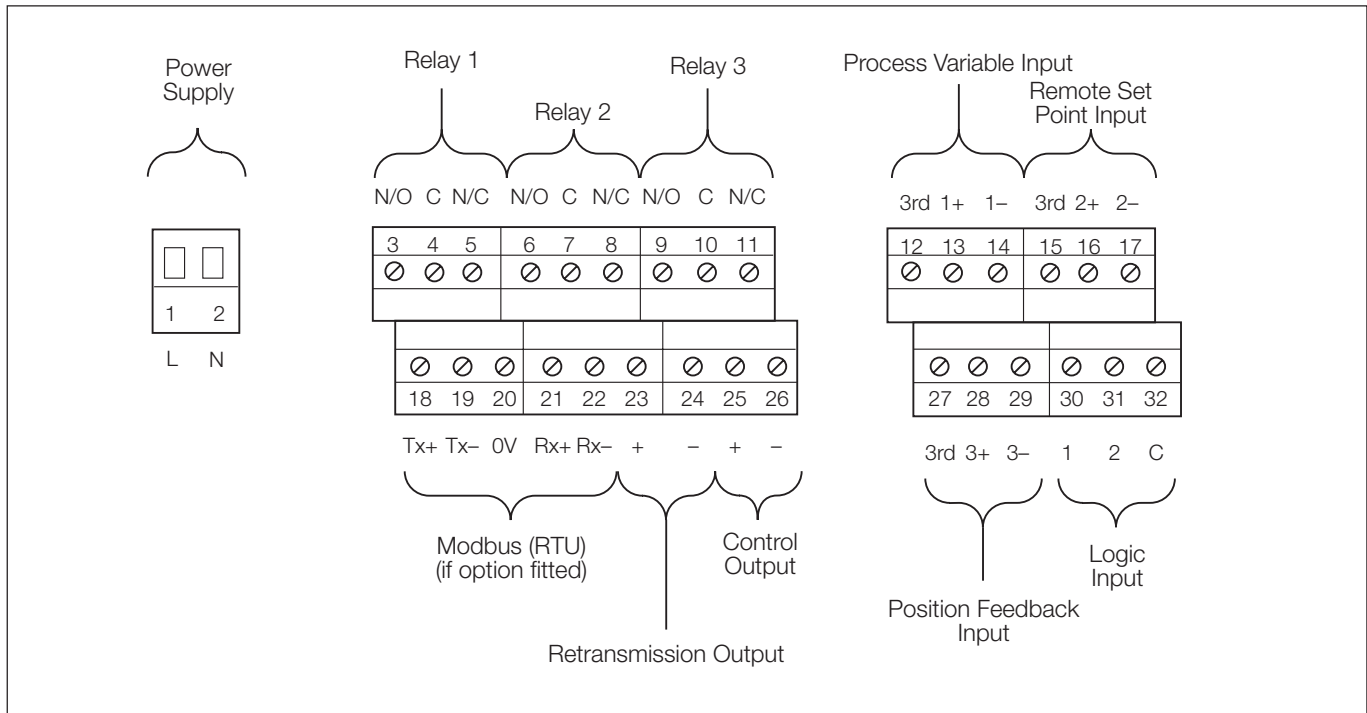 Power
Supply
Relay 1
Relay 2
Relay 3
Process Variable Input
Remote Set
Point Input
N/O C N/C N/O C N/C N/O C N/C
3rd 1+ 1– 3rd 2+ 2–
3 4 5 6 7 8 9 10 11
12 13 14 15 16 17
1 2
L N
18 19 20 21 22 23 24 25 26
27 28 29 30 31 32
Tx+ Tx– 0V Rx+ Rx– + – + –
3rd 3+ 3– 1 2 C
Modbus (RTU)
(if option fitted)
Control
Output
Logic
Input
Position Feedback
Input
Retransmission Output